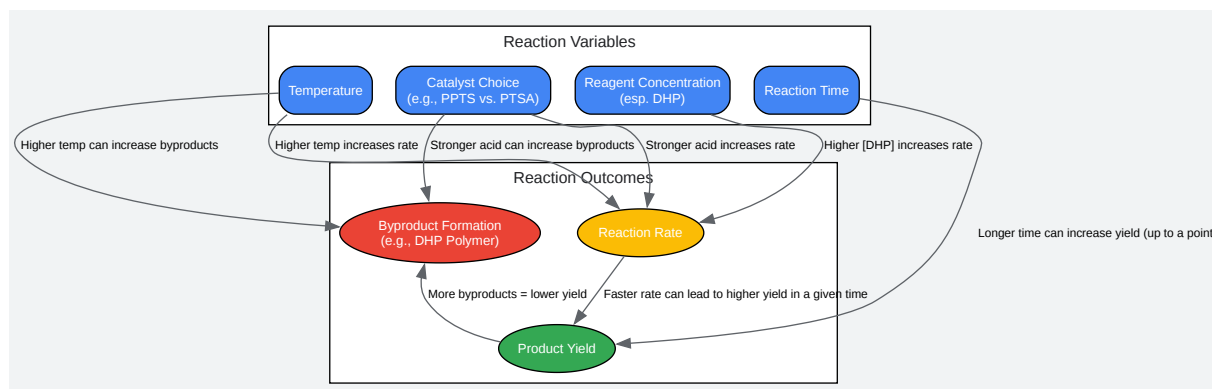 Reaction Variables
Temperature
Catalyst Choice
(e.g., PPTS vs. PTSA)
Reagent Concentration
(esp. DHP)
Reaction Time
Higher temp can increase byproducts
Higher temp increases rate
Stronger acid can increase byproducts
Stronger acid increases rate
Higher [DHP] increases rate
Reaction Outcomes
Byproduct Formation
(e.g., DHP Polymer)
Reaction Rate
Longer time can increase yield (up to a point
More byproducts = lower yield
Faster rate can lead to higher yield in a given time
Product Yield